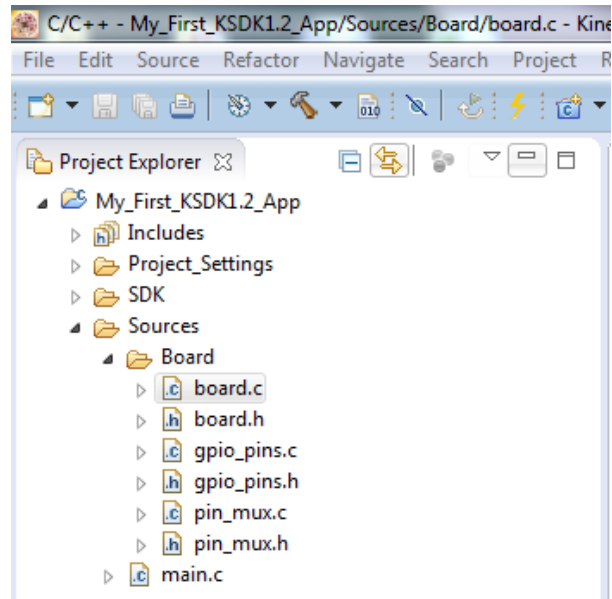 C/C++ - My_First_KSDK1.2_App/Sources/Board/board.c - Kine
File Edit Source Refactor Navigate Search Project R
010
Project Explorer
My_First_KSDK1.2_App
Includes
Project_Settings
SDK
Sources
Board
.c board.c
.h board.h
.c gpio_pins.c
.h gpio_pins.h
.c pin_mux.c
.h pin_mux.h
.c main.c